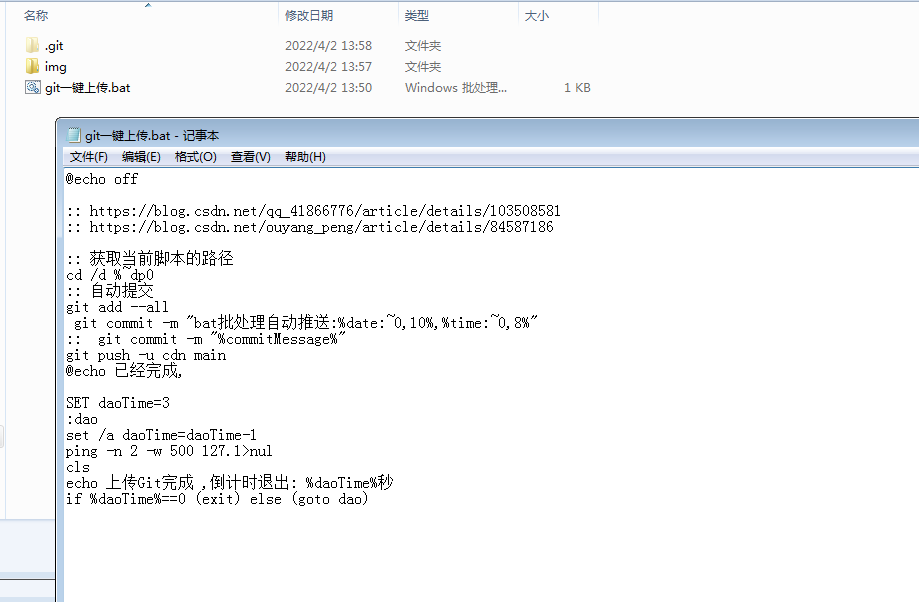 名称 修改日期 类型 大小
.git 2022/4/2 13:58 文件夹
img 2022/4/2 13:57 文件夹
git一键上传.bat 2022/4/2 13:50 Windows 批处理... 1 KB
git一键上传.bat - 记事本
文件(F) 编辑(E) 格式(O) 查看(V) 帮助(H)
@echo off
:: https://blog.csdn.net/qq_41866776/article/details/103508581
:: https://blog.csdn.net/ouyang_peng/article/details/84587186
:: 获取当前脚本的路径
cd /d %~dp0
:: 自动提交
git add --all
git commit -m "bat批处理自动推送:%date:~0,10%,%time:~0,8%"
:: git commit -m "%commitMessage%"
git push -u cdn main
@echo 已经完成,
SET daoTime=3
:dao
set /a daoTime=daoTime-1
ping -n 2 -w 500 127.1>nul
cls
echo 上传Git完成 ,倒计时退出: %daoTime%秒
if %daoTime%==0 (exit) else (goto dao)